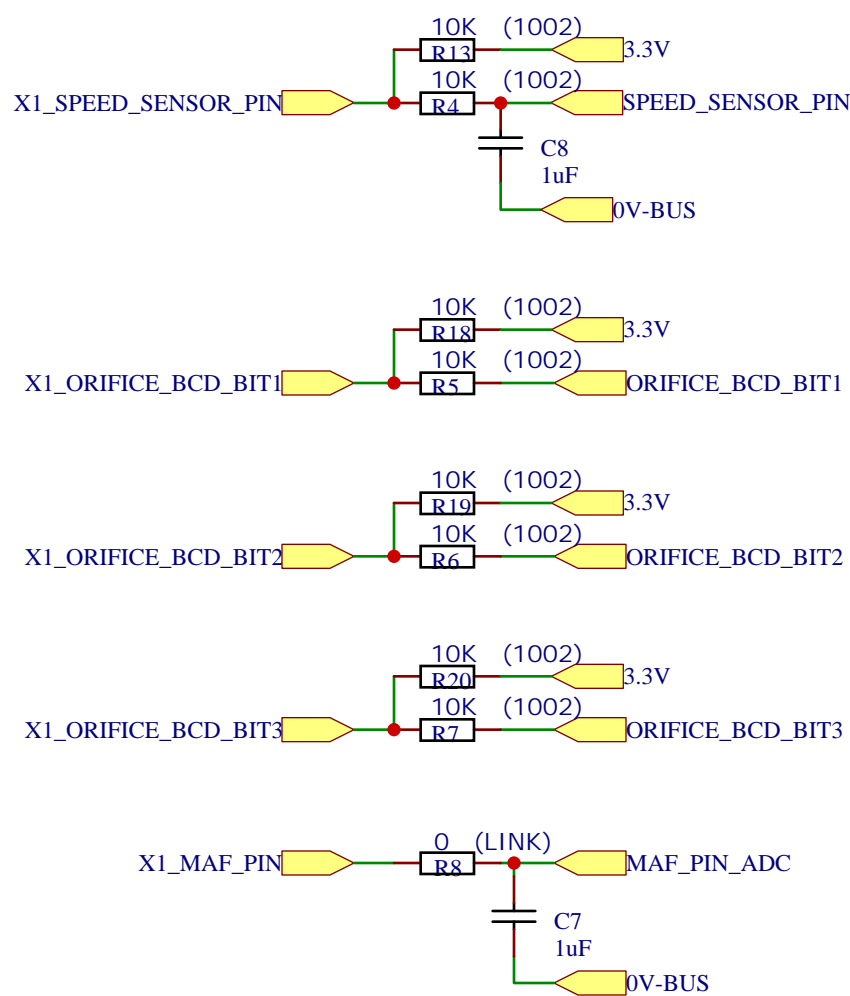 10K (1002)
R13
3.3V
10K (1002)
X1_SPEED_SENSOR_PIN
R4
SPEED_SENSOR_PIN
C8
1uF
0V-BUS
10K (1002)
R18
3.3V
10K (1002)
X1_ORIFICE_BCD_BIT1
R5
ORIFICE_BCD_BIT1
10K (1002)
R19
3.3V
10K (1002)
X1_ORIFICE_BCD_BIT2
R6
ORIFICE_BCD_BIT2
10K (1002)
R20
3.3V
10K (1002)
X1_ORIFICE_BCD_BIT3
R7
ORIFICE_BCD_BIT3
0 (LINK)
X1_MAF_PIN
R8
MAF_PIN_ADC
C7
1uF
0V-BUS